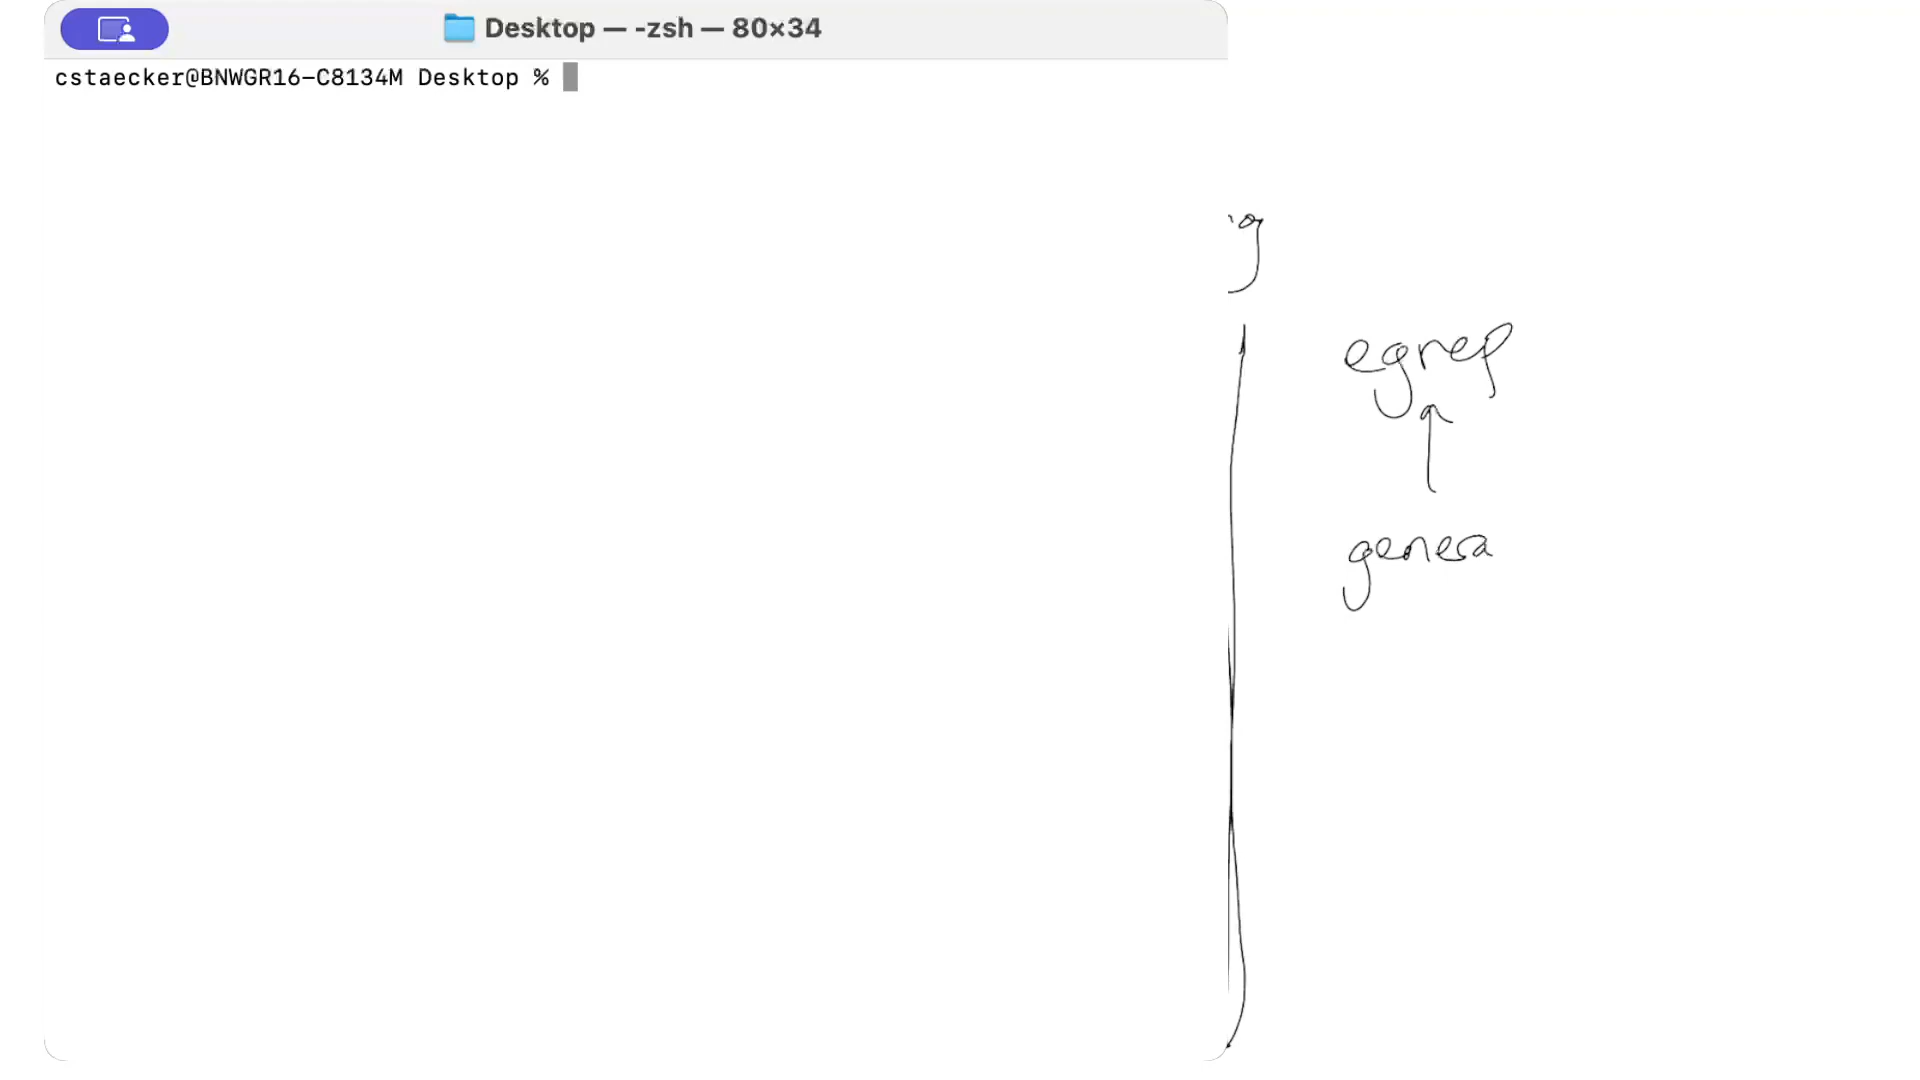 Desktop — -zsh — 80×34
cstaecker@BNWGR16-C8134M Desktop %
g
egrep
genera